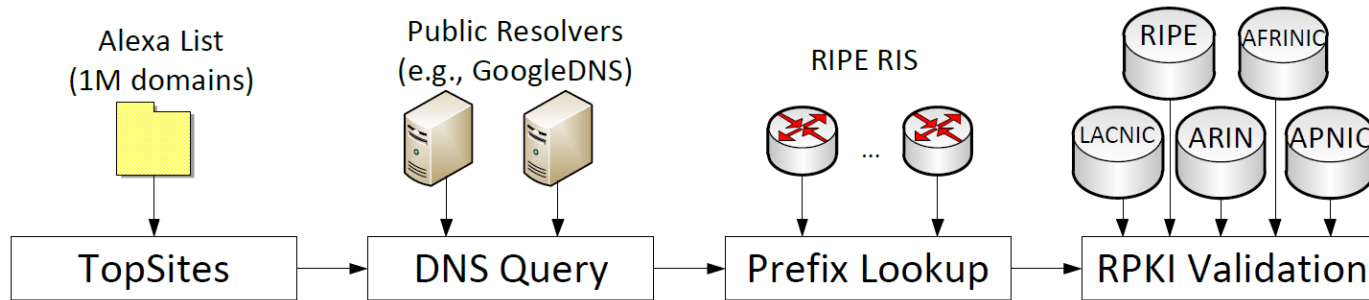 Alexa List
(1M domains)
Public Resolvers
(e.g., GoogleDNS)
RIPE RIS
...
RIPE
AFRINIC
LACNIC
ARIN
APNIC
TopSites
DNS Query
Prefix Lookup
RPKI Validation